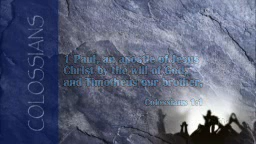 COLOSSIANS
1 Paul, an apostle of Jesus
Christ by the will of God,
and Timotheus our brother,
Colossians 1:1